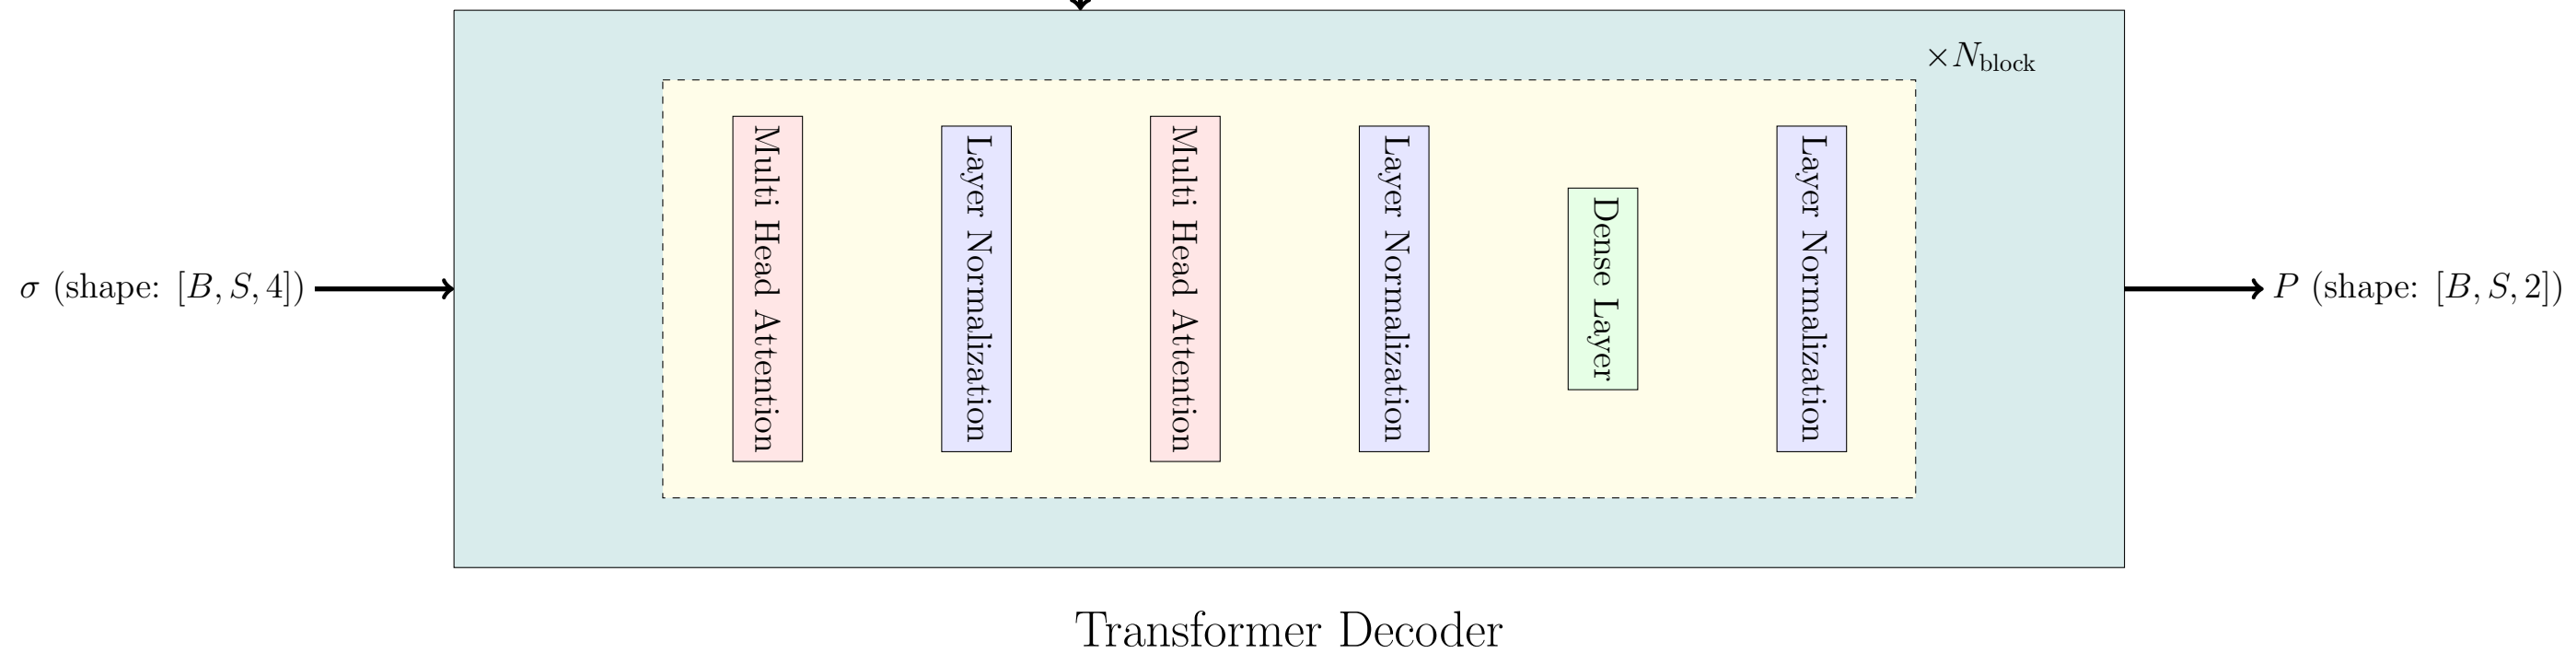 ×N_block
σ (shape: [B, S, 4])
Multi Head Attention
Layer Normalization
Multi Head Attention
Layer Normalization
Dense Layer
Layer Normalization
P (shape: [B, S, 2])
Transformer Decoder